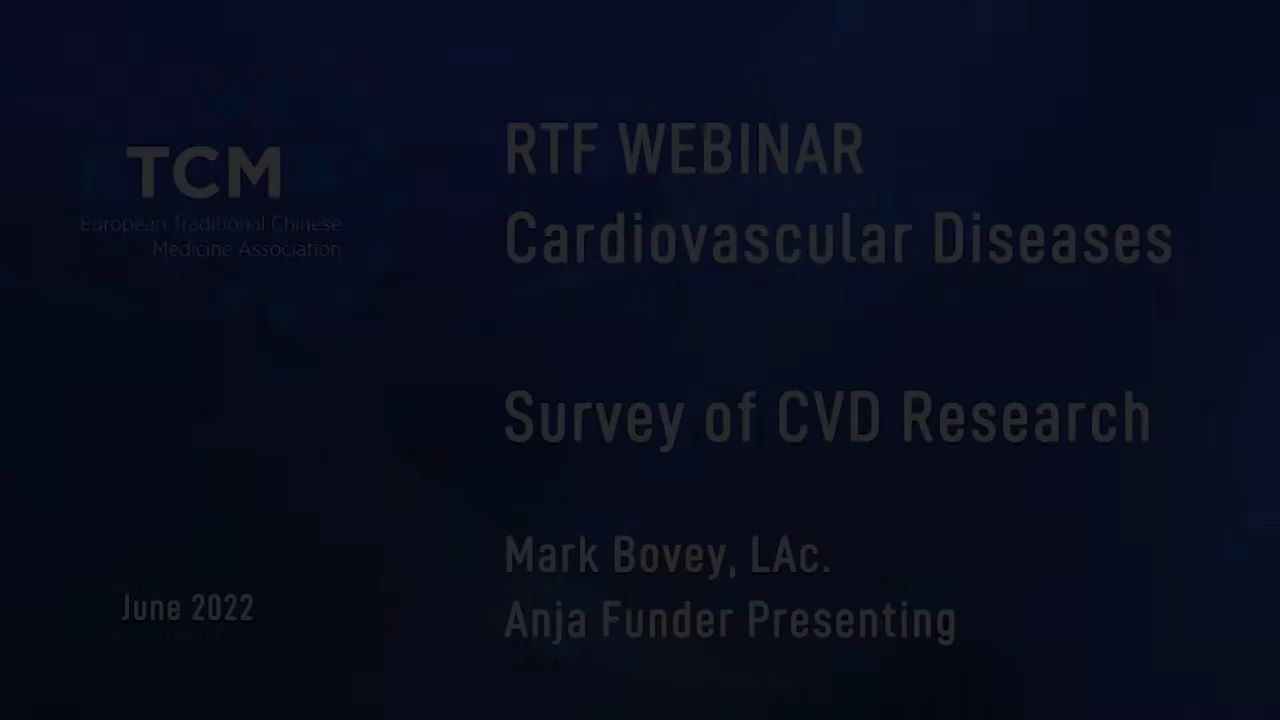 TCM
European Traditional Chinese
Medicine Association
RTF WEBINAR
Cardiovascular Diseases
Survey of CVD Research
Mark Bovey, LAc.
Anja Funder Presenting
June 2022